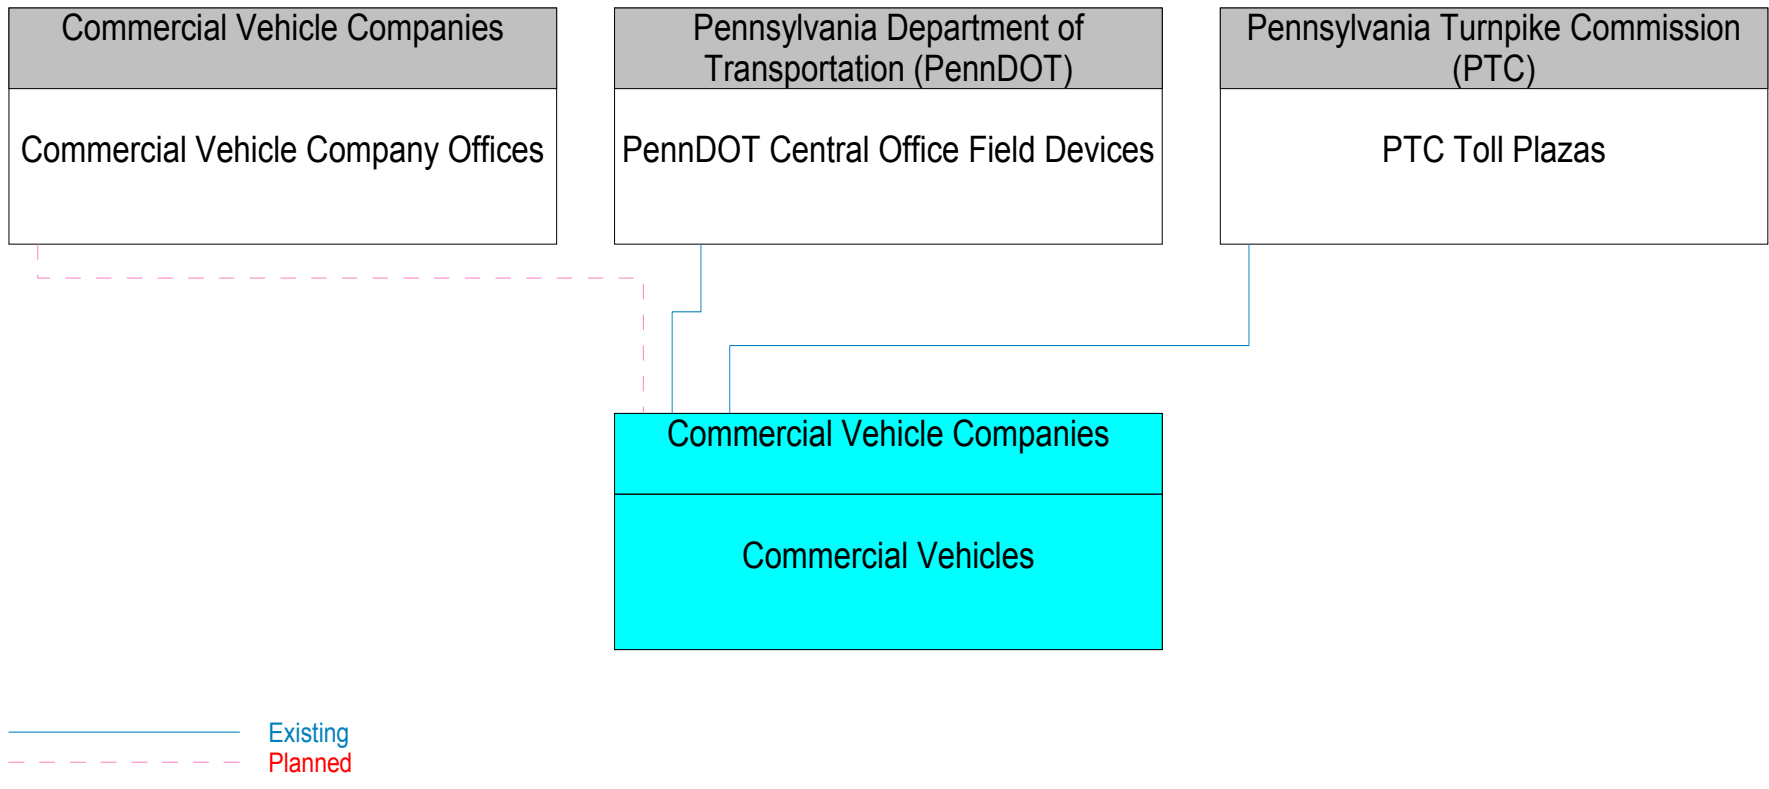 Commercial Vehicle Companies
Commercial Vehicle Company Offices
Pennsylvania Department of
Transportation (PennDOT)
PennDOT Central Office Field Devices
Pennsylvania Turnpike Commission
(PTC)
PTC Toll Plazas
Commercial Vehicle Companies
Commercial Vehicles
Existing
Planned